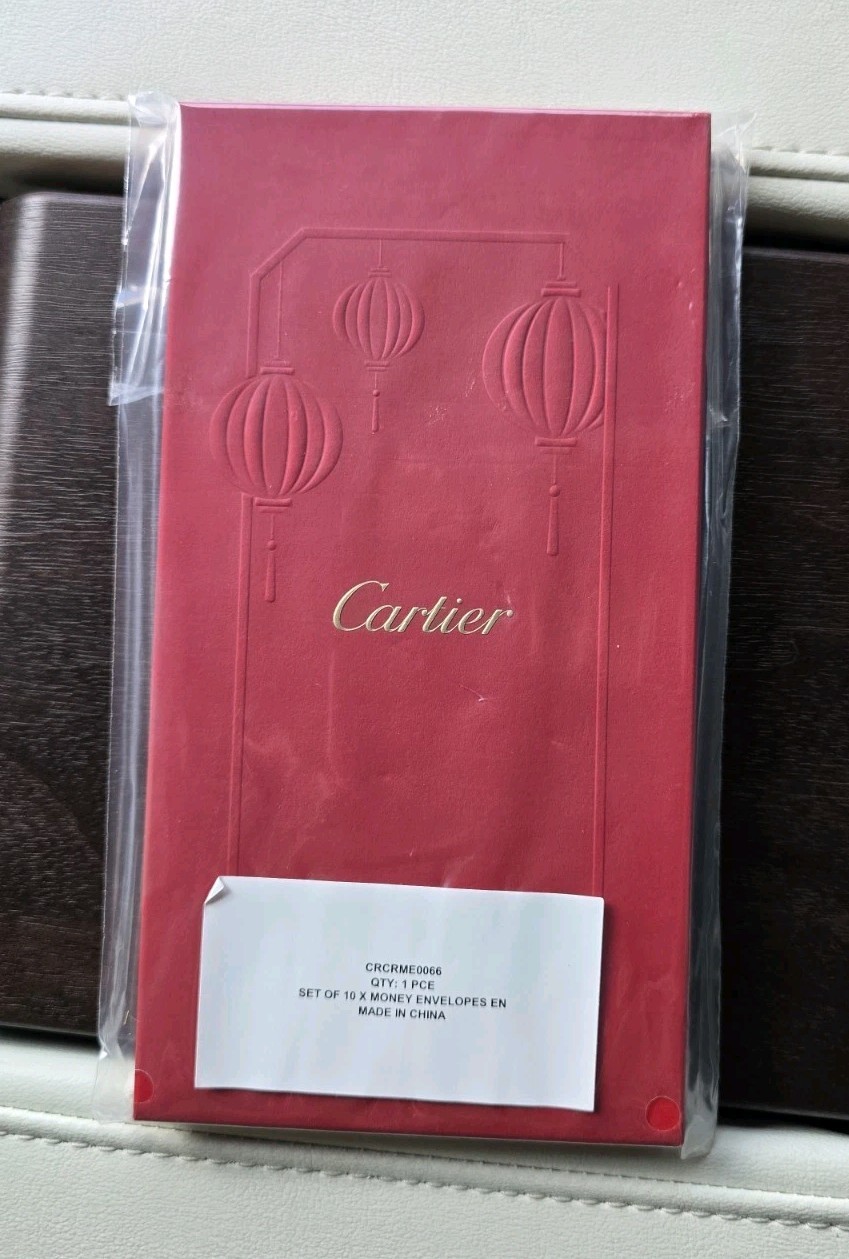 Cartier
CRCRME0066
QTY: 1 PCE
SET OF 10 X MONEY ENVELOPES EN
MADE IN CHINA